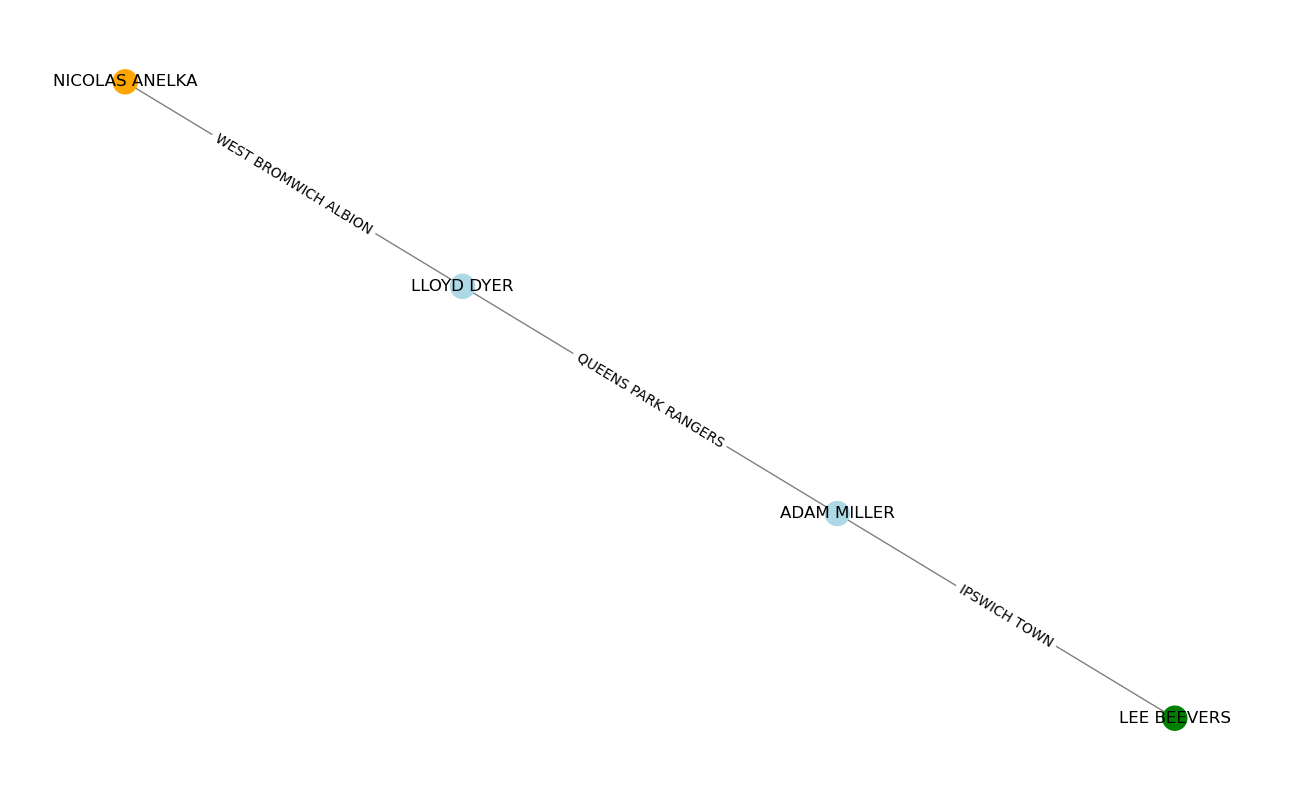 NICOLAS ANELKA
WEST BROMWICH ALBION
LLOYD DYER
QUEENS PARK RANGERS
ADAM MILLER
IPSWICH TOWN
LEE BEEVERS